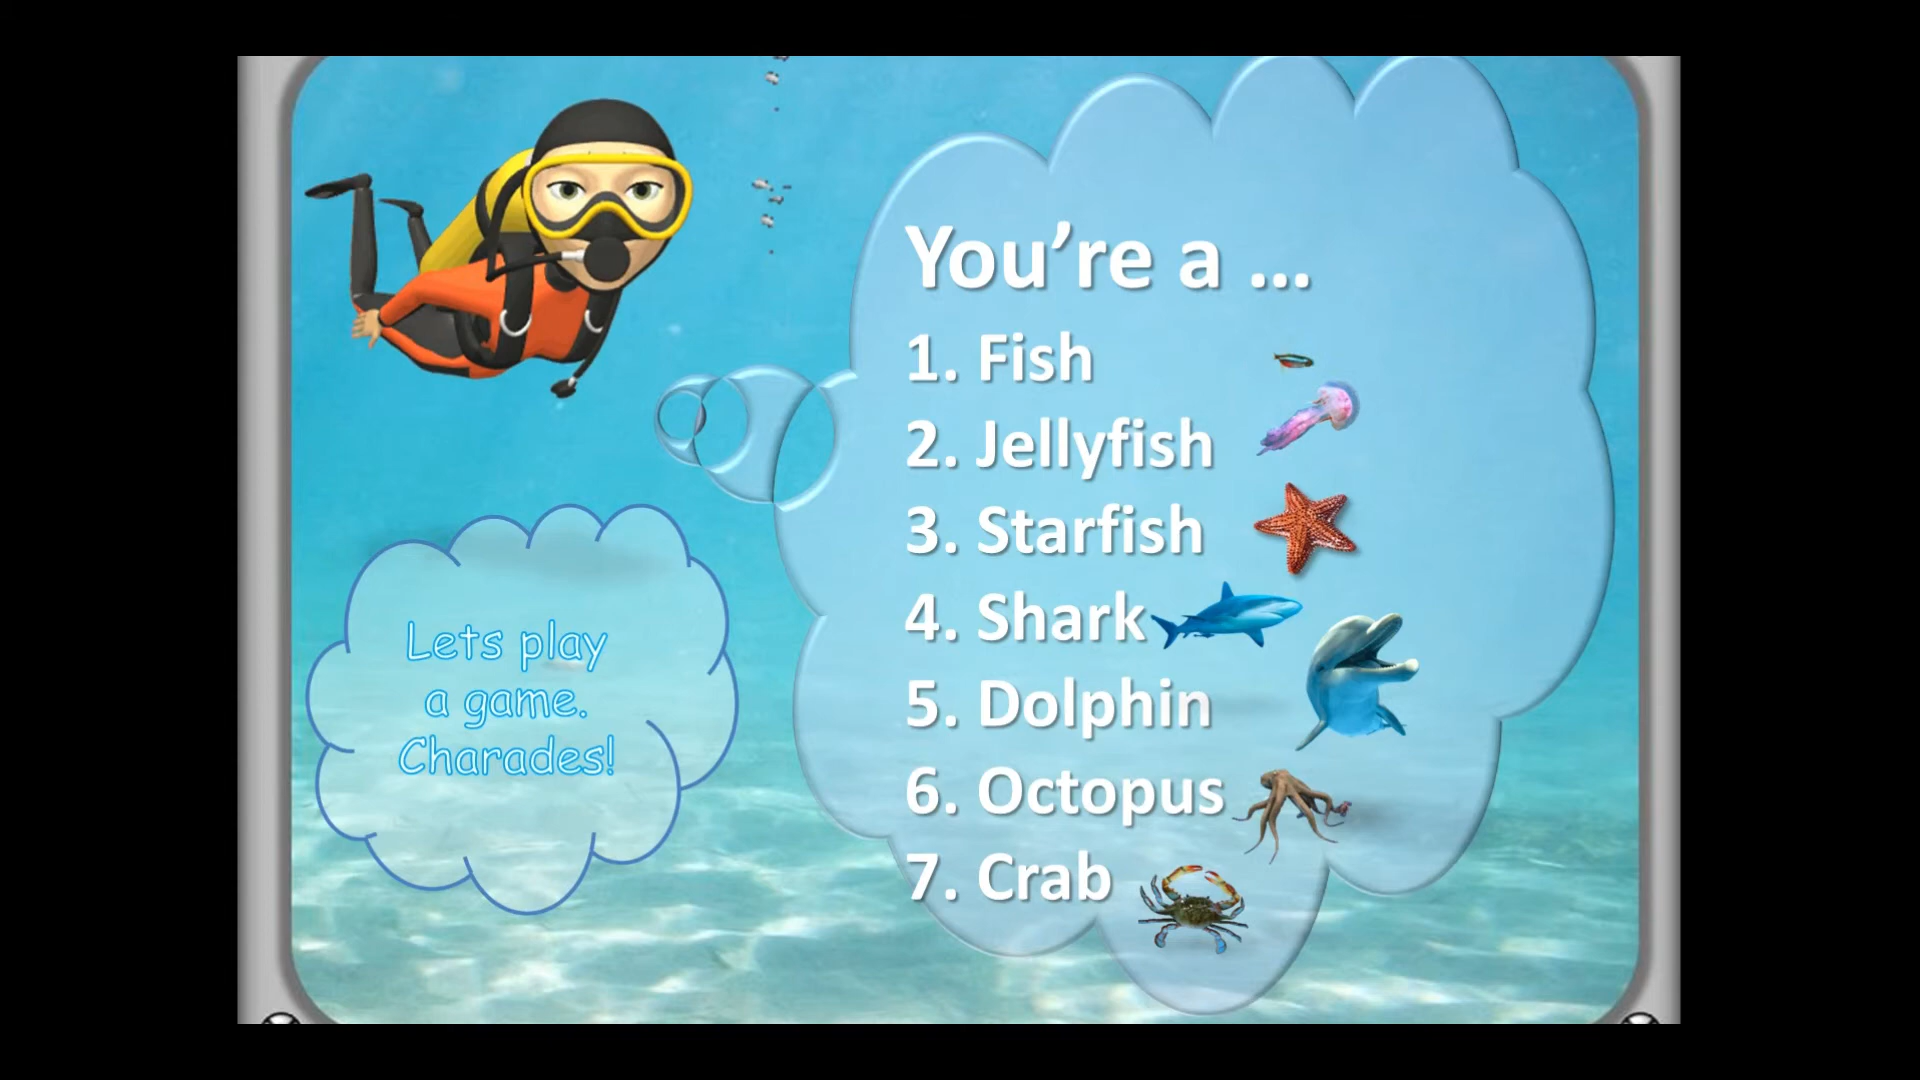 You’re a ...
1. Fish
2. Jellyfish
3. Starfish
4. Shark
5. Dolphin
6. Octopus
7. Crab
Lets play
a game.
Charades!